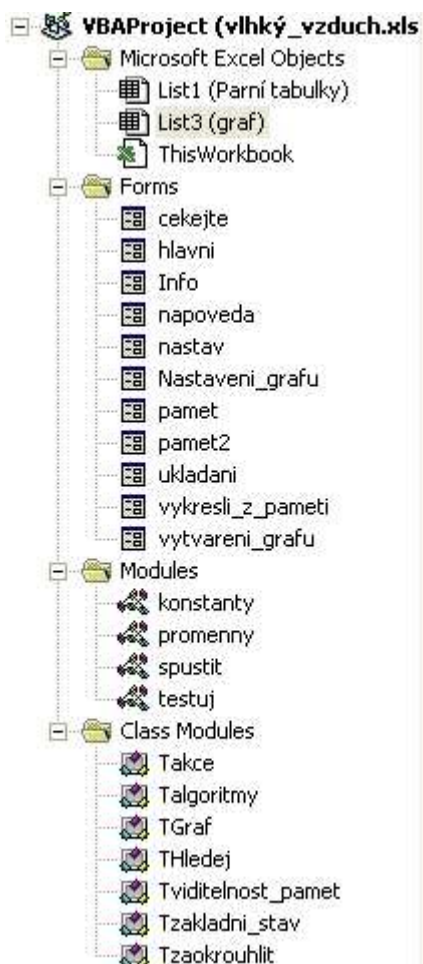 VBAProject (vlhký_vzduch.xls
Microsoft Excel Objects
List1 (Parní tabulky)
List3 (graf)
ThisWorkbook
Forms
cekejte
hlavni
Info
napoveda
nastav
Nastaveni_grafu
pamet
pamet2
ukladani
vykresli_z_pameti
vytvareni_grafu
Modules
konstanty
promenny
spustit
testuj
Class Modules
Takce
Talgoritmy
TGraf
THledej
Tviditelnost_pamet
Tzakladni_stav
Tzaokrouhlit